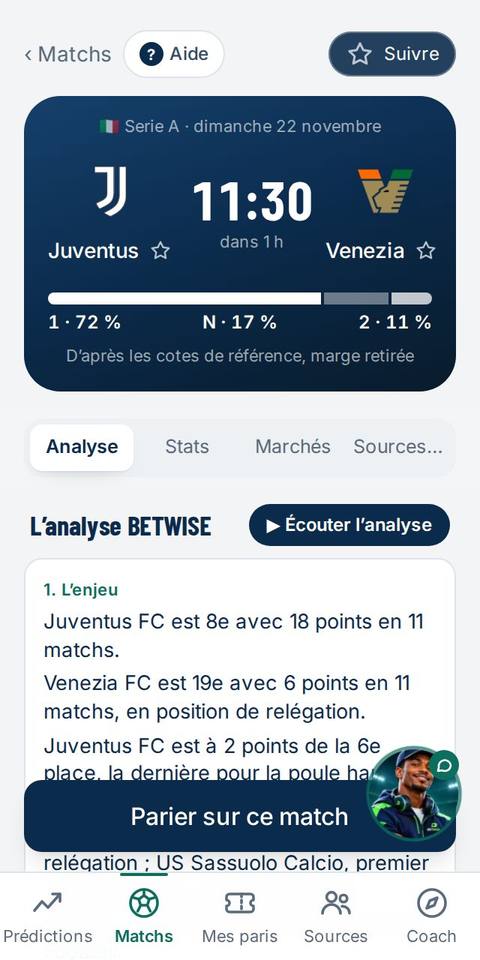 ‹ Matchs
? Aide
Suivre
Serie A · dimanche 22 novembre
11:30
dans 1 h
Juventus
Venezia
1 · 72 %
N · 17 %
2 · 11 %
D’après les cotes de référence, marge retirée
Analyse
Stats
Marchés
Sources...
L’analyse BETWISE
▶ Écouter l’analyse
1. L’enjeu
Juventus FC est 8e avec 18 points en 11
matchs.
Venezia FC est 19e avec 6 points en 11
matchs, en position de relégation.
Juventus FC est à 2 points de la 6e
place, la dernière pour la poule
Parier sur ce match
relégation ; US Sassuolo Calcio, premier
Prédictions
Matchs
Mes paris
Sources
Coach